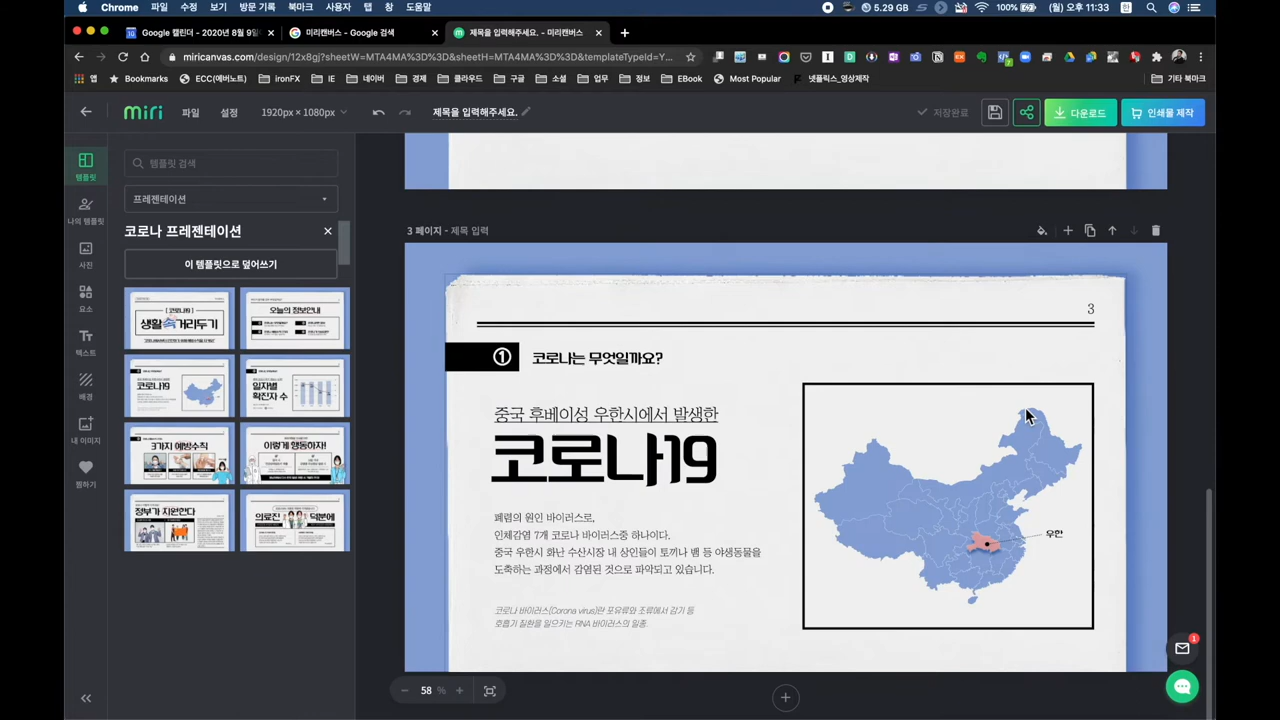 Chrome 파일 수정 보기 방문 기록 북마크 사용자 탭 창 도움말
5.29 GB 100% (월) 오후 11:33
Google 캘린더 - 2020년 8월 9일
미리캔버스 - Google 검색
제목을 입력해주세요. - 미리캔버스
miricanvas.com/design/12x8gj?sheetW=MTA4MA%3D%3D&sheetH=MTA4MA%3D%3D&templateTypeId=Y...
앱 Bookmarks ECC(에버노트) ironFX IE 네이버 경제 클라우드 구글 소셜 업무 정보 EBook Most Popular 넷플릭스_영상제작 기타 북마크
miri 파일 설정 1920px × 1080px 제목을 입력해주세요. 저장완료 다운로드 인쇄물 제작
템플릿
나의 템플릿
사진
요소
텍스트
배경
내 이미지
찜하기
템플릿 검색
프레젠테이션
코로나 프레젠테이션
이 템플릿으로 덮어쓰기
[ 코로나19 ]
생활 속 거리두기
오늘의 정보안내
코로나19
일자별
확진자 수
3가지 예방수칙
이렇게 행동하자!
정부가 지원한다
의료진 덕분에
3 페이지 - 제목 입력
3
① 코로나는 무엇일까요?
중국 후베이성 우한시에서 발생한
코로나19
폐렴의 원인 바이러스로,
인체감염 7개 코로나 바이러스중 하나이다.
중국 우한시 화난 수산시장 내 상인들이 토끼나 뱀 등 야생동물을
도축하는 과정에서 감염된 것으로 파악되고 있습니다.
코로나 바이러스(Corona virus)란 포유류와 조류에서 감기 등
호흡기 질환을 일으키는 RNA 바이러스의 일종
우한
58 %
1